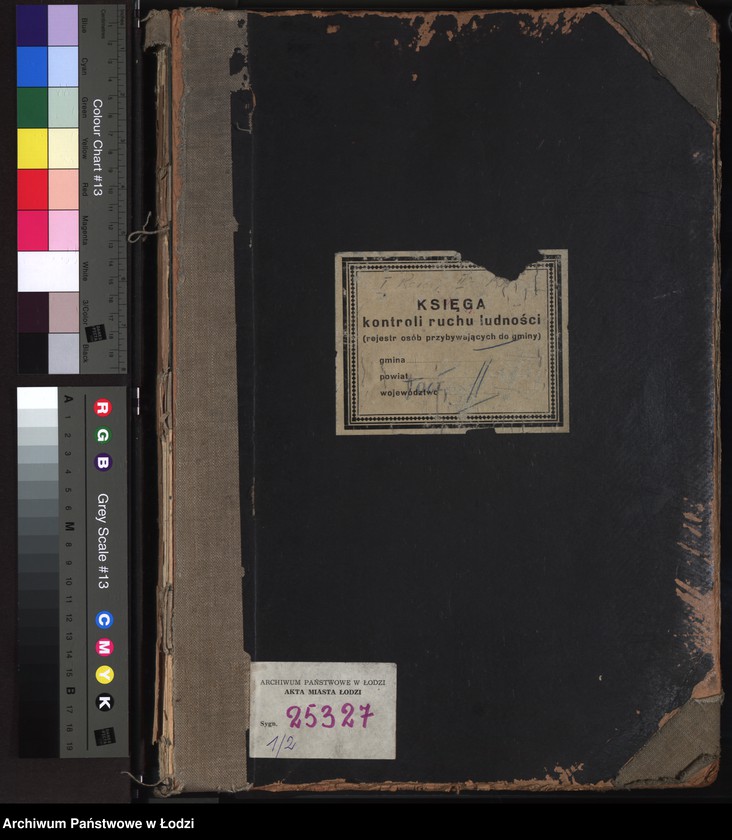 KSIĘGA
kontroli ruchu ludności
(rejestr osób przybywających do gminy)
gmina
powiat
województwo
II
ARCHIWUM PAŃSTWOWE W ŁODZI
AKTA MIASTA ŁODZI
Sygn. 25327
1/2
Colour Chart #13
Blue
Cyan
Green
Yellow
Red
Magenta
White
3/Color
Black
Centimetres
R
G
B
Grey Scale #13
C
M
Y
K
A
1
2
3
4
5
6
M
8
9
10
11
12
13
14
15
B
17
18
19
Archiwum Państwowe w Łodzi